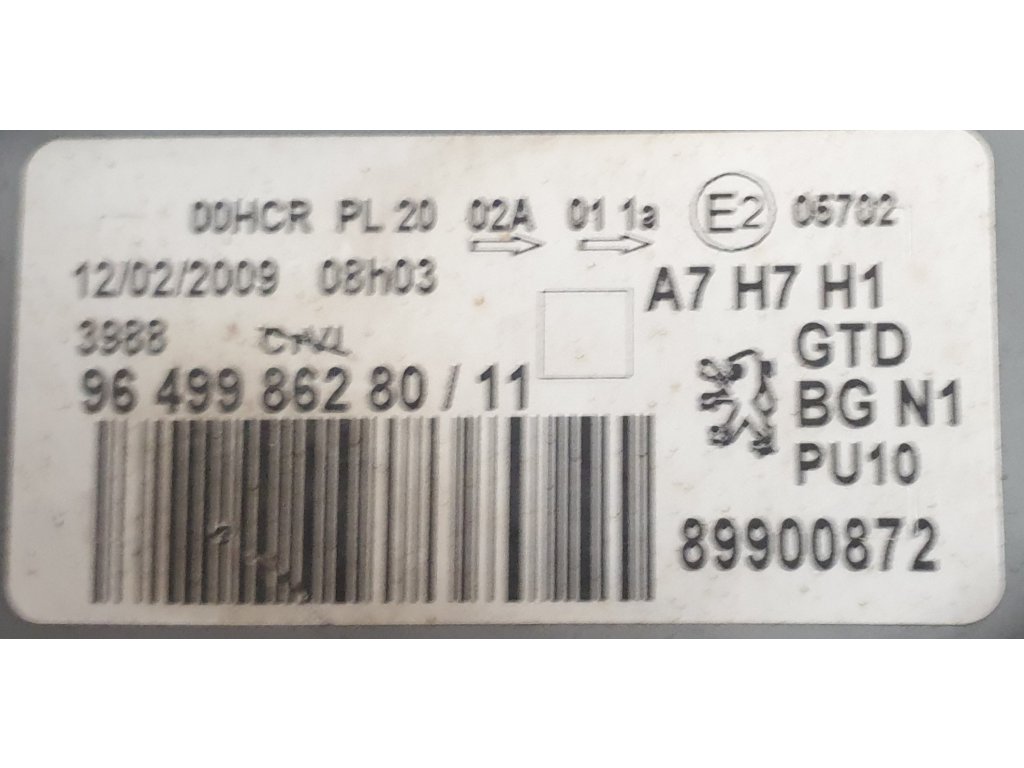 00HCR PL 20 02A 01 1a E2 05702
12/02/2009 08h03
A7 H7 H1
3988
GTD
96 499 862 80 / 11
BG N1
PU10
89900872